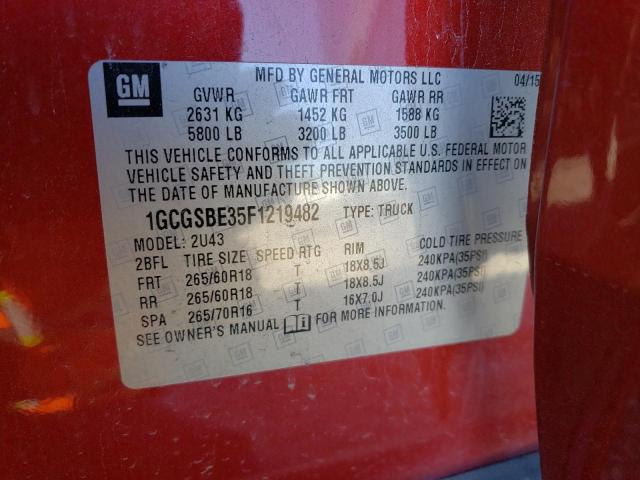 GM
MFD BY GENERAL MOTORS LLC 04/15
GVWR GAWR FRT GAWR RR
2631 KG 1452 KG 1588 KG
5800 LB 3200 LB 3500 LB
THIS VEHICLE CONFORMS TO ALL APPLICABLE U.S. FEDERAL MOTOR
VEHICLE SAFETY AND THEFT PREVENTION STANDARDS IN EFFECT ON
THE DATE OF MANUFACTURE SHOWN ABOVE.
1GCGSBE35F1219482 TYPE: TRUCK
MODEL: 2U43
2BFL TIRE SIZE SPEED RTG RIM COLD TIRE PRESSURE
FRT 265/60R18 T 18X8.5J 240KPA(35PSI)
RR 265/60R18 T 18X8.5J 240KPA(35PSI)
SPA 265/70R16 T 16X7.0J 240KPA(35PSI)
SEE OWNER'S MANUAL FOR MORE INFORMATION.